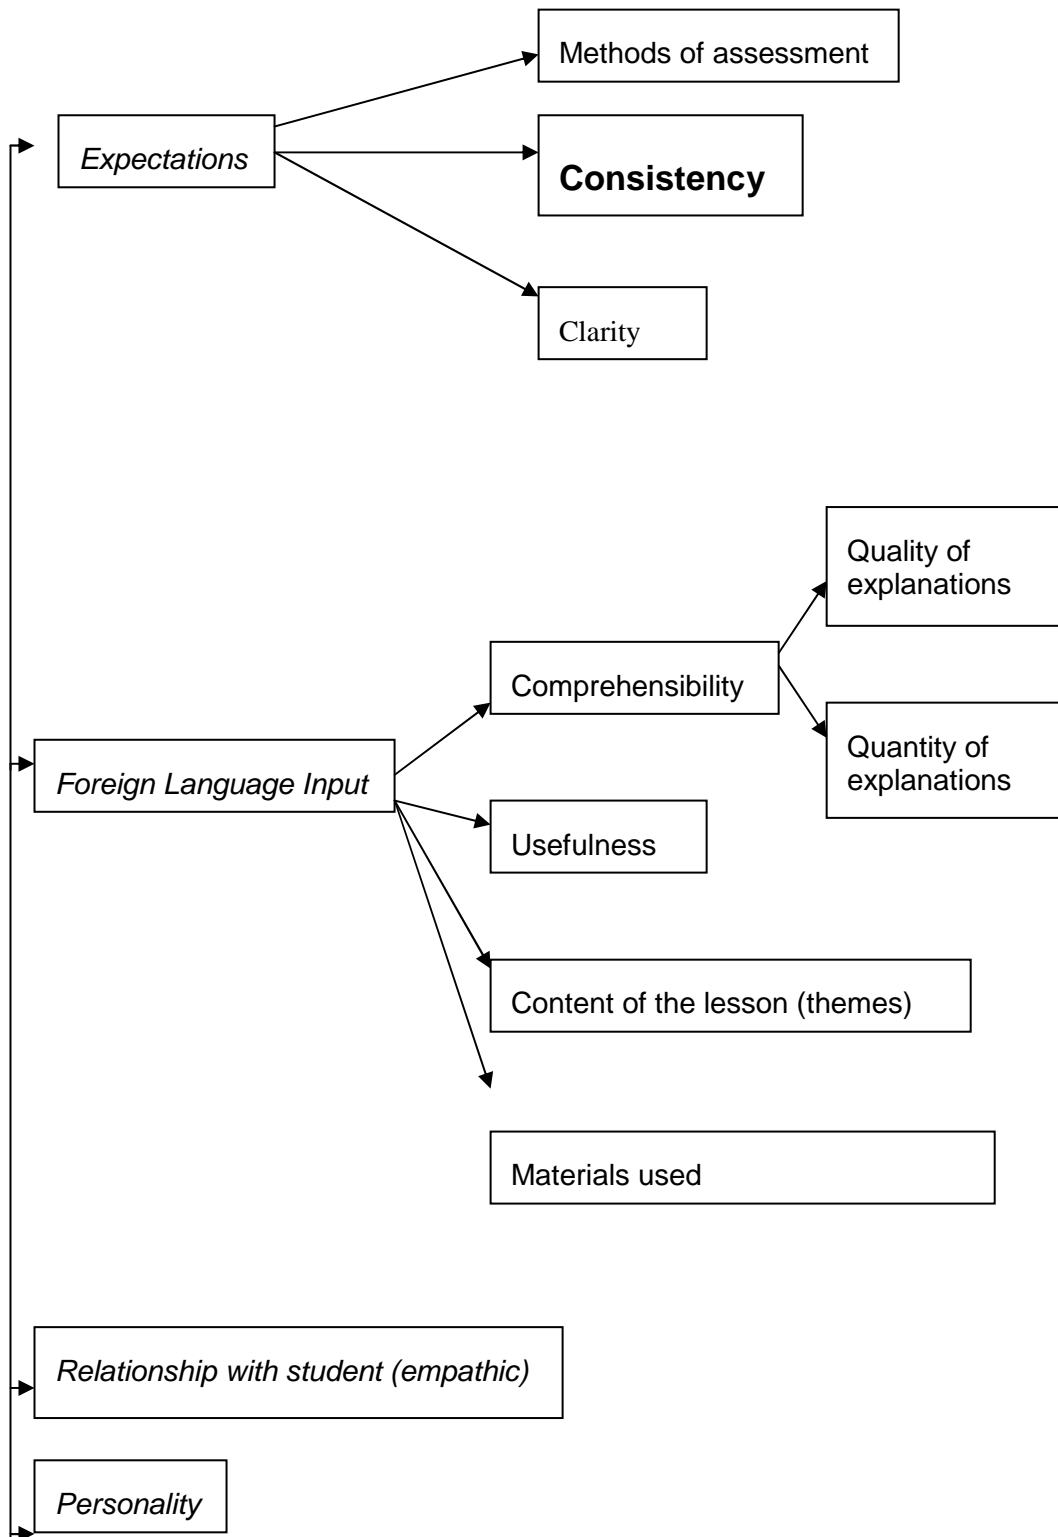 Methods of assessment
Expectations
Consistency
Clarity
Quality of
explanations
Comprehensibility
Quantity of
explanations
Foreign Language Input
Usefulness
Content of the lesson (themes)
Materials used
Relationship with student (empathic)
Personality